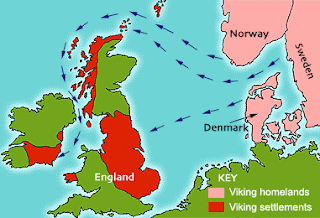 Norway
Sweden
Denmark
England
KEY
Viking homelands
Viking settlements